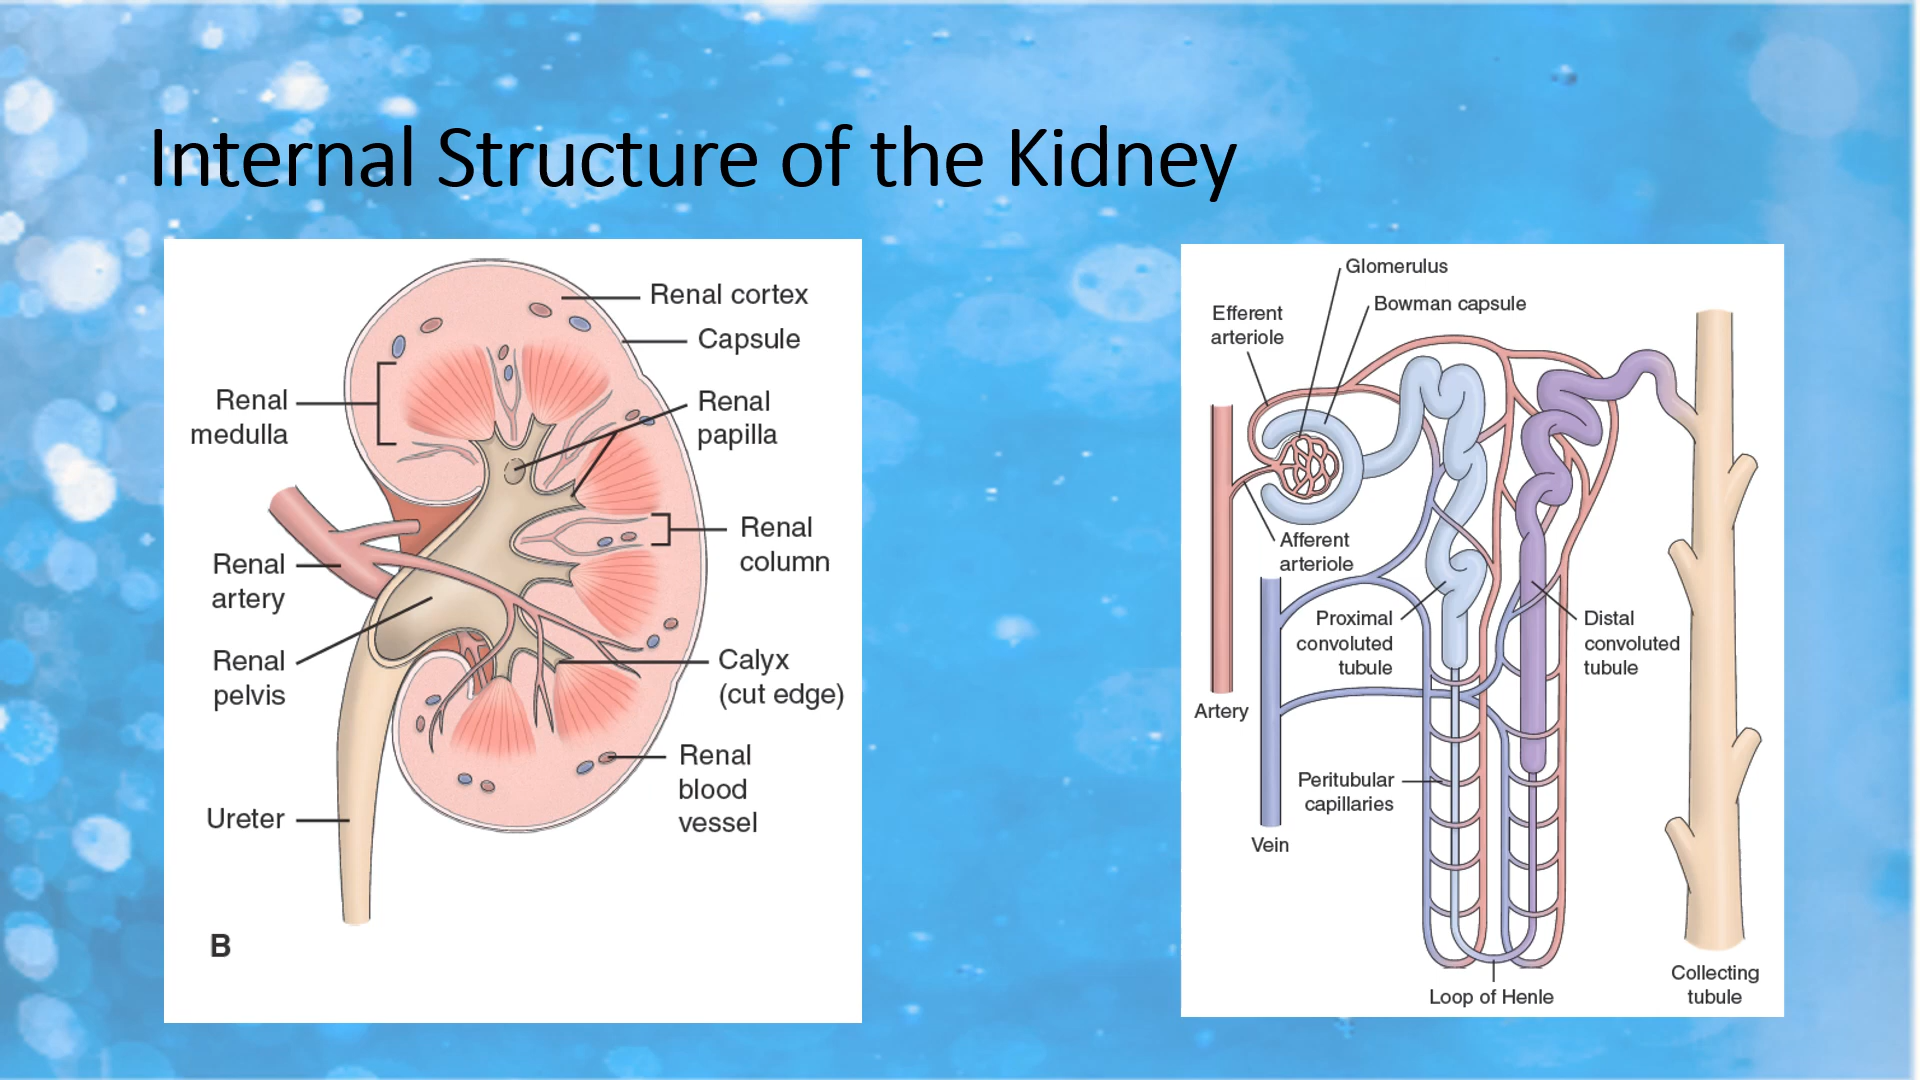 Internal Structure of the Kidney
Renal cortex
Capsule
Renal
medulla
Renal
papilla
Renal
column
Renal
artery
Renal
pelvis
Calyx
(cut edge)
Renal
blood
vessel
Ureter
B
Glomerulus
Bowman capsule
Efferent
arteriole
Afferent
arteriole
Proximal
convoluted
tubule
Distal
convoluted
tubule
Artery
Peritubular
capillaries
Vein
Loop of Henle
Collecting
tubule